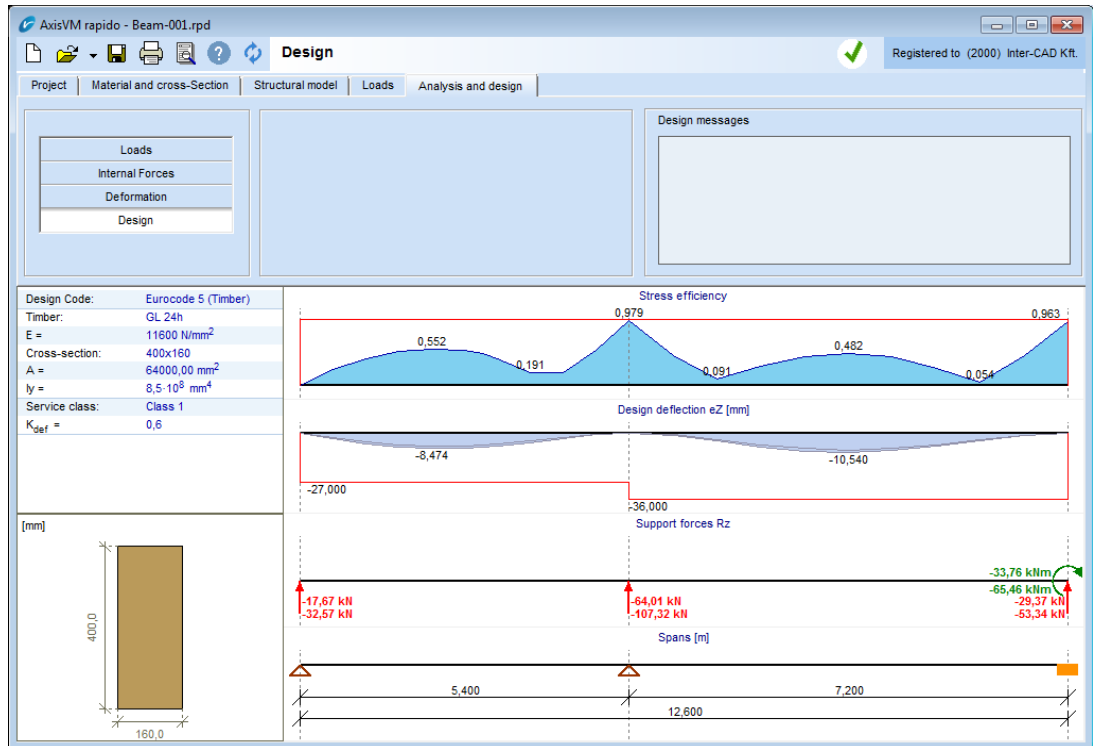 AxisVM rapido - Beam-001.rpd
Design
Registered to (2000) Inter-CAD Kft.
Project
Material and cross-Section
Structural model
Loads
Analysis and design
Loads
Internal Forces
Deformation
Design
Design messages
Design Code: Eurocode 5 (Timber)
Timber: GL 24h
E = 11600 N/mm²
Cross-section: 400x160
A = 64000,00 mm²
Iy = 8,5·10⁸ mm⁴
Service class: Class 1
K_def = 0,6
[mm]
400,0
160,0
Stress efficiency
0,979
0,963
0,552
0,482
0,191
0,091
0,054
Design deflection eZ [mm]
-8,474
-10,540
-27,000
-36,000
Support forces Rz
-33,76 kNm
-65,46 kNm
-17,67 kN
-32,57 kN
-64,01 kN
-107,32 kN
-29,37 kN
-53,34 kN
Spans [m]
5,400
7,200
12,600